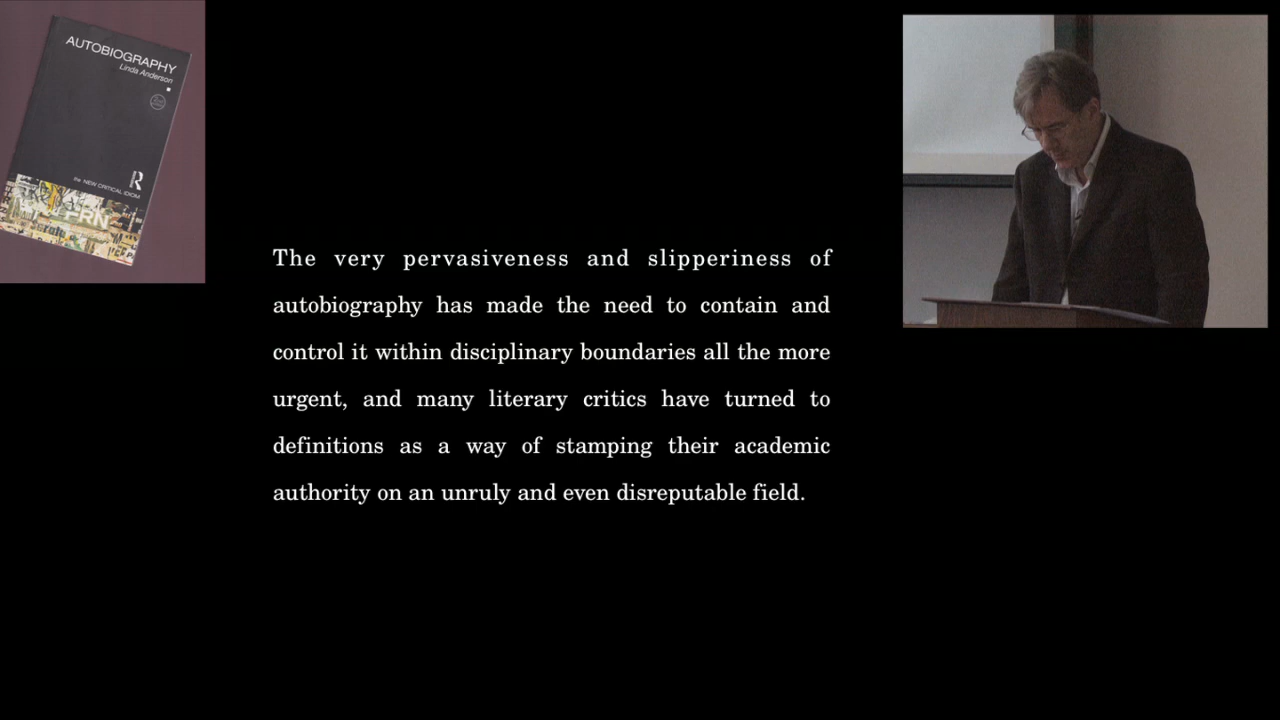 AUTOBIOGRAPHY
Linda Anderson
the NEW CRITICAL IDIOM
The very pervasiveness and slipperiness of
autobiography has made the need to contain and
control it within disciplinary boundaries all the more
urgent, and many literary critics have turned to
definitions as a way of stamping their academic
authority on an unruly and even disreputable field.